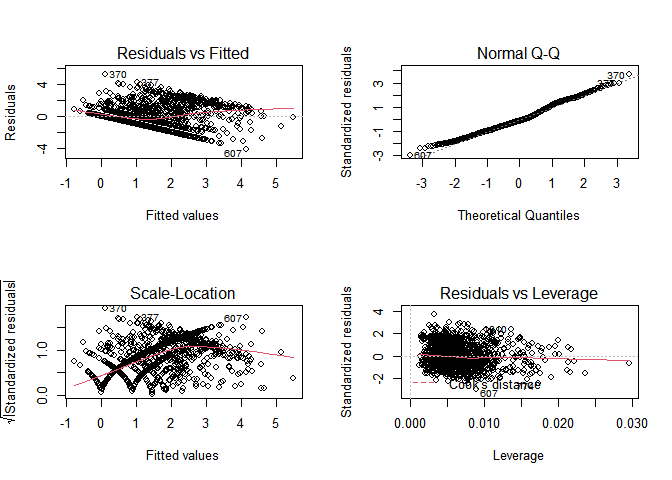 Residuals vs Fitted
Residuals
4
0
-4
370
377
607
-1 0 1 2 3 4 5
Fitted values
Normal Q-Q
Standardized residuals
3
1
-1
-3
370
377
607
-3 -2 -1 0 1 2 3
Theoretical Quantiles
Scale-Location
√|Standardized residuals|
1.0
0.0
370
377
607
-1 0 1 2 3 4 5
Fitted values
Residuals vs Leverage
Standardized residuals
4
2
0
-2
Cook's distance
607
0.000 0.010 0.020 0.030
Leverage